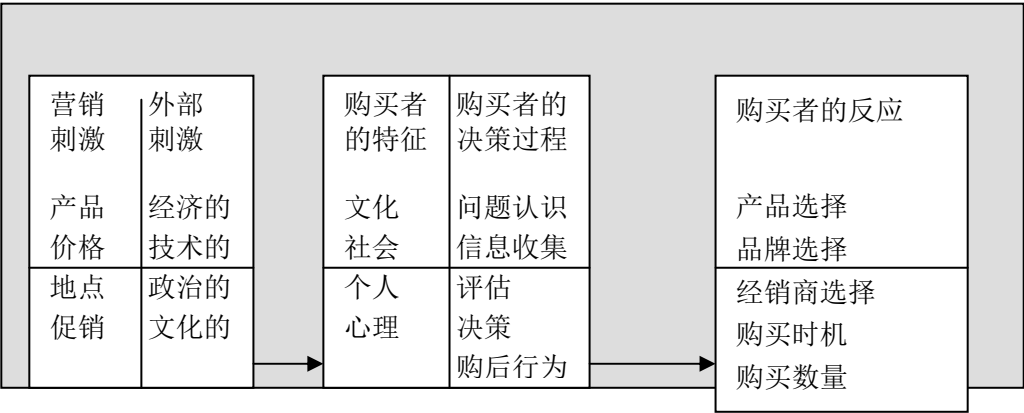 营销 外部
刺激 刺激
产品 经济的
价格 技术的
地点 政治的
促销 文化的
购买者 购买者的
的特征 决策过程
文化 问题认识
社会 信息收集
个人 评估
心理 决策
购后行为
购买者的反应
产品选择
品牌选择
经销商选择
购买时机
购买数量